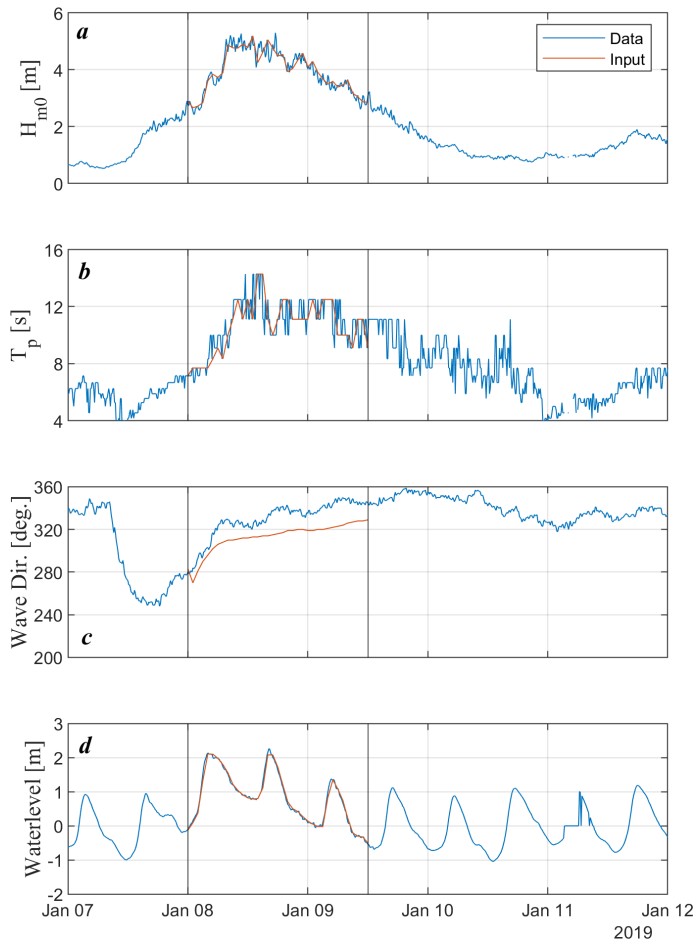 a
Data
Input
H_m0 [m]
6
4
2
0
b
T_p [s]
16
12
8
4
c
Wave Dir. [deg.]
360
320
280
240
200
d
Waterlevel [m]
3
2
1
0
-1
-2
Jan 07 Jan 08 Jan 09 Jan 10 Jan 11 Jan 12
2019